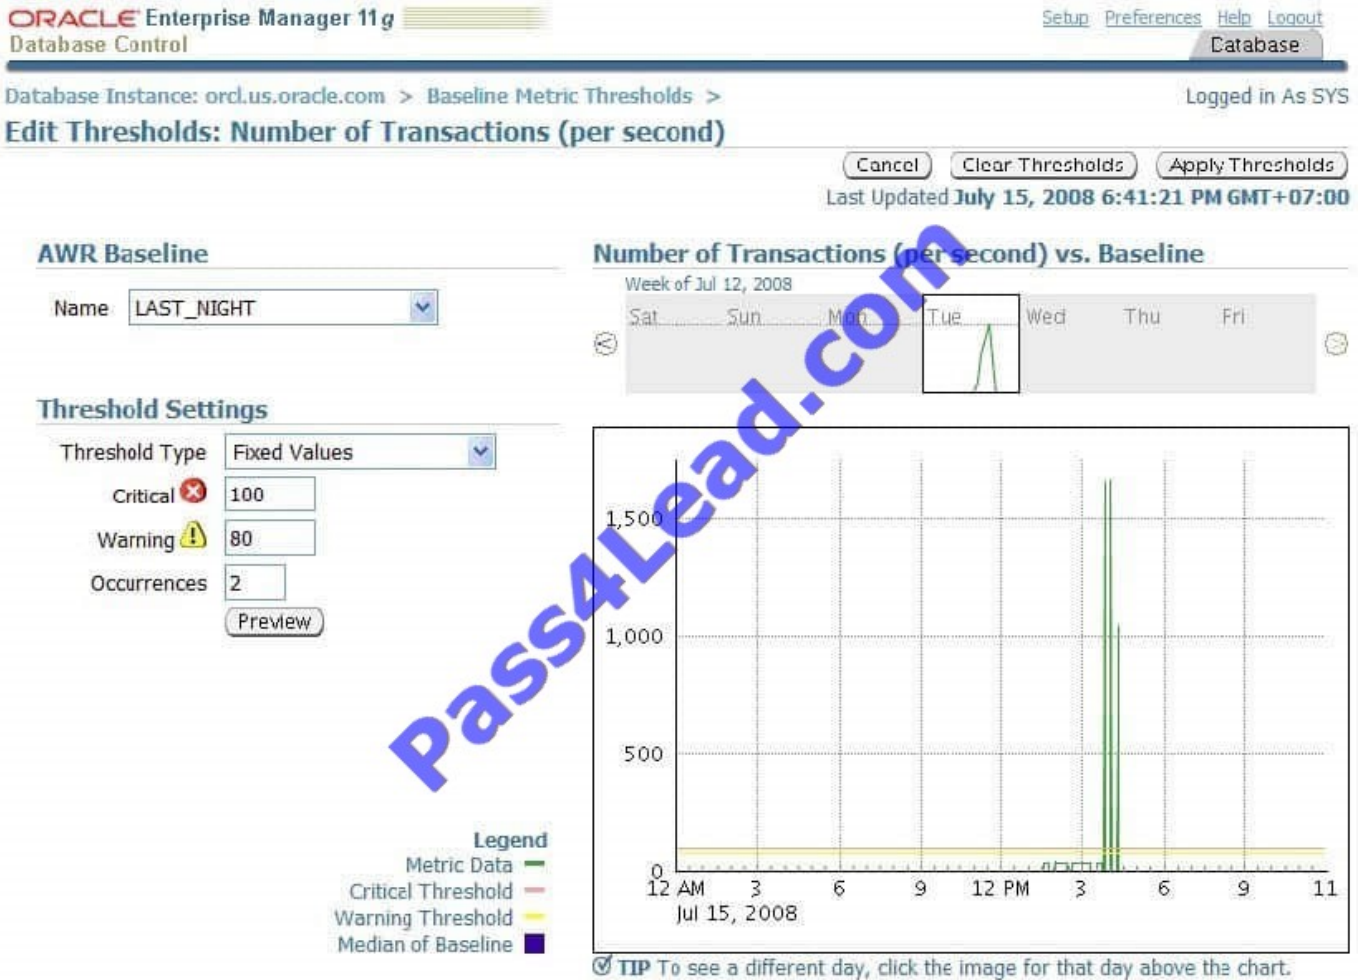 ORACLE Enterprise Manager 11g
Database Control
Setup Preferences Help Logout
Database
Database Instance: orcl.us.oracle.com > Baseline Metric Thresholds >
Logged in As SYS
Edit Thresholds: Number of Transactions (per second)
Cancel Clear Thresholds Apply Thresholds
Last Updated July 15, 2008 6:41:21 PM GMT+07:00
AWR Baseline
Name LAST_NIGHT
Threshold Settings
Threshold Type Fixed Values
Critical 100
Warning 80
Occurrences 2
Preview
Legend
Metric Data
Critical Threshold
Warning Threshold
Median of Baseline
Number of Transactions (per second) vs. Baseline
Week of Jul 12, 2008
Sat Sun Mon Tue Wed Thu Fri
1,500
1,000
500
0
12 AM 3 6 9 12 PM 3 6 9 11
Jul 15, 2008
TIP To see a different day, click the image for that day above the chart.
Pass4Lead.com